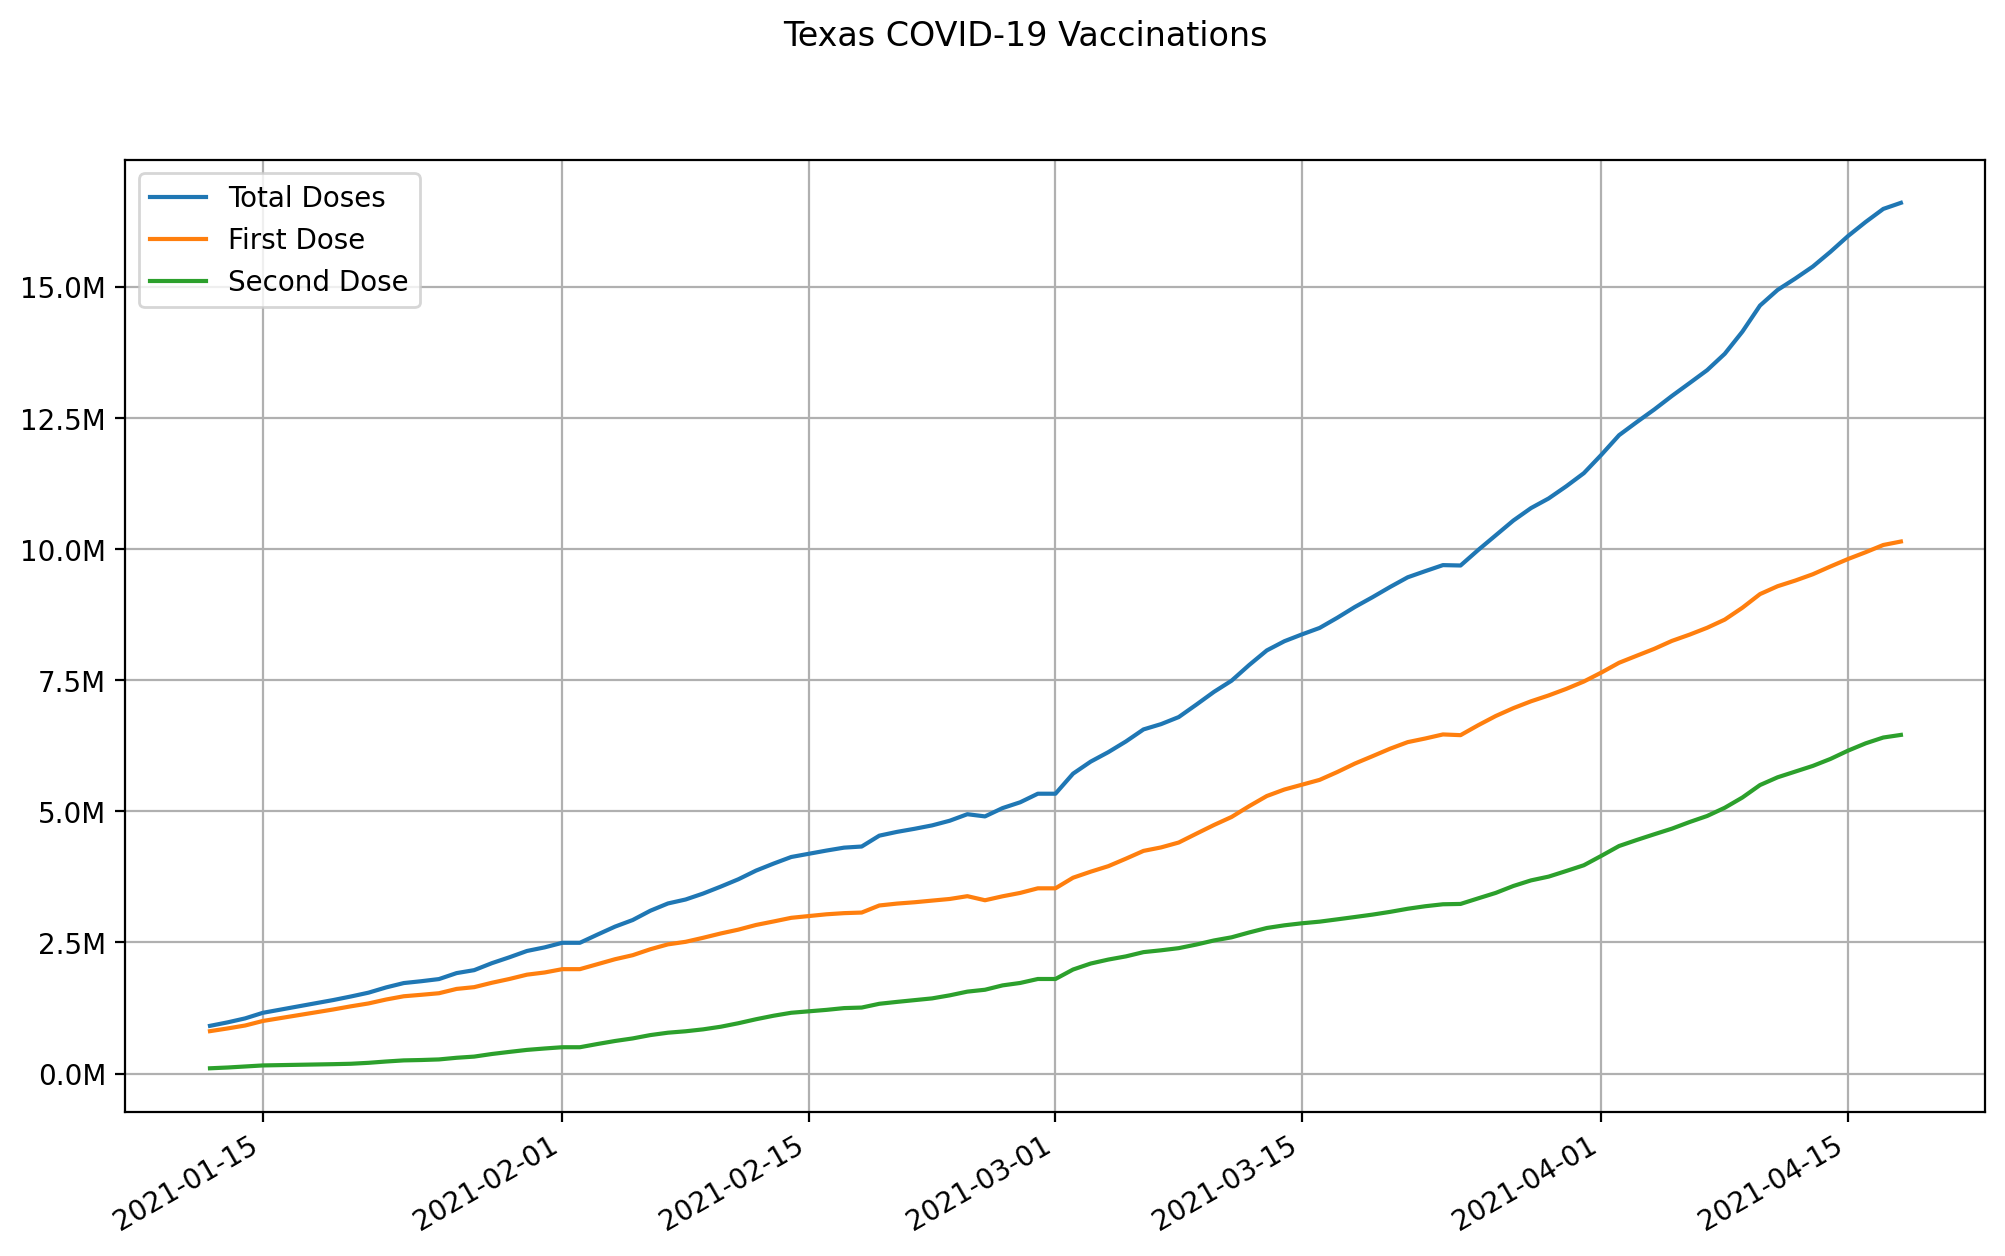 Texas COVID-19 Vaccinations
Total Doses
First Dose
Second Dose
15.0M
12.5M
10.0M
7.5M
5.0M
2.5M
0.0M
2021-01-15
2021-02-01
2021-02-15
2021-03-01
2021-03-15
2021-04-01
2021-04-15